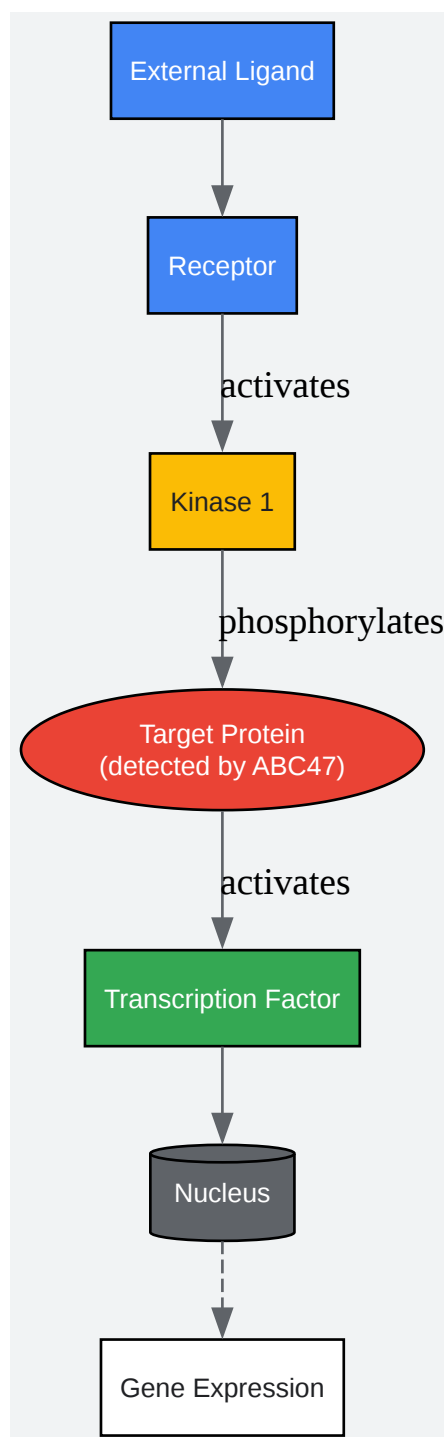 External Ligand
Receptor
activates
Kinase 1
phosphorylates
Target Protein
(detected by ABC47)
activates
Transcription Factor
Nucleus
Gene Expression